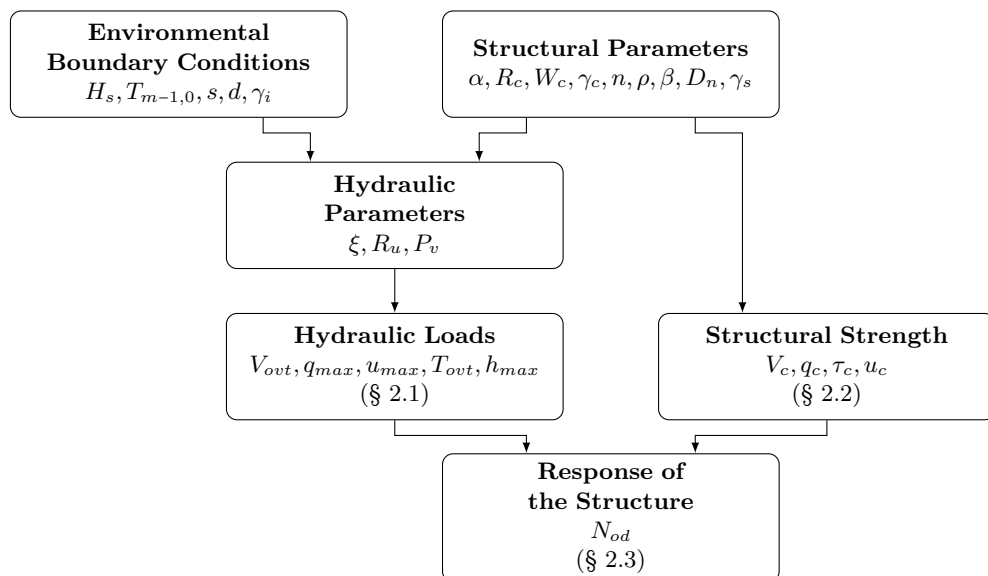 Environmental
Boundary Conditions
H_s, T_{m−1,0}, s, d, γ_i
Structural Parameters
α, R_c, W_c, γ_c, n, ρ, β, D_n, γ_s
Hydraulic
Parameters
ξ, R_u, P_v
Hydraulic Loads
V_{ovt}, q_{max}, u_{max}, T_{ovt}, h_{max}
(§ 2.1)
Structural Strength
V_c, q_c, τ_c, u_c
(§ 2.2)
Response of
the Structure
N_{od}
(§ 2.3)